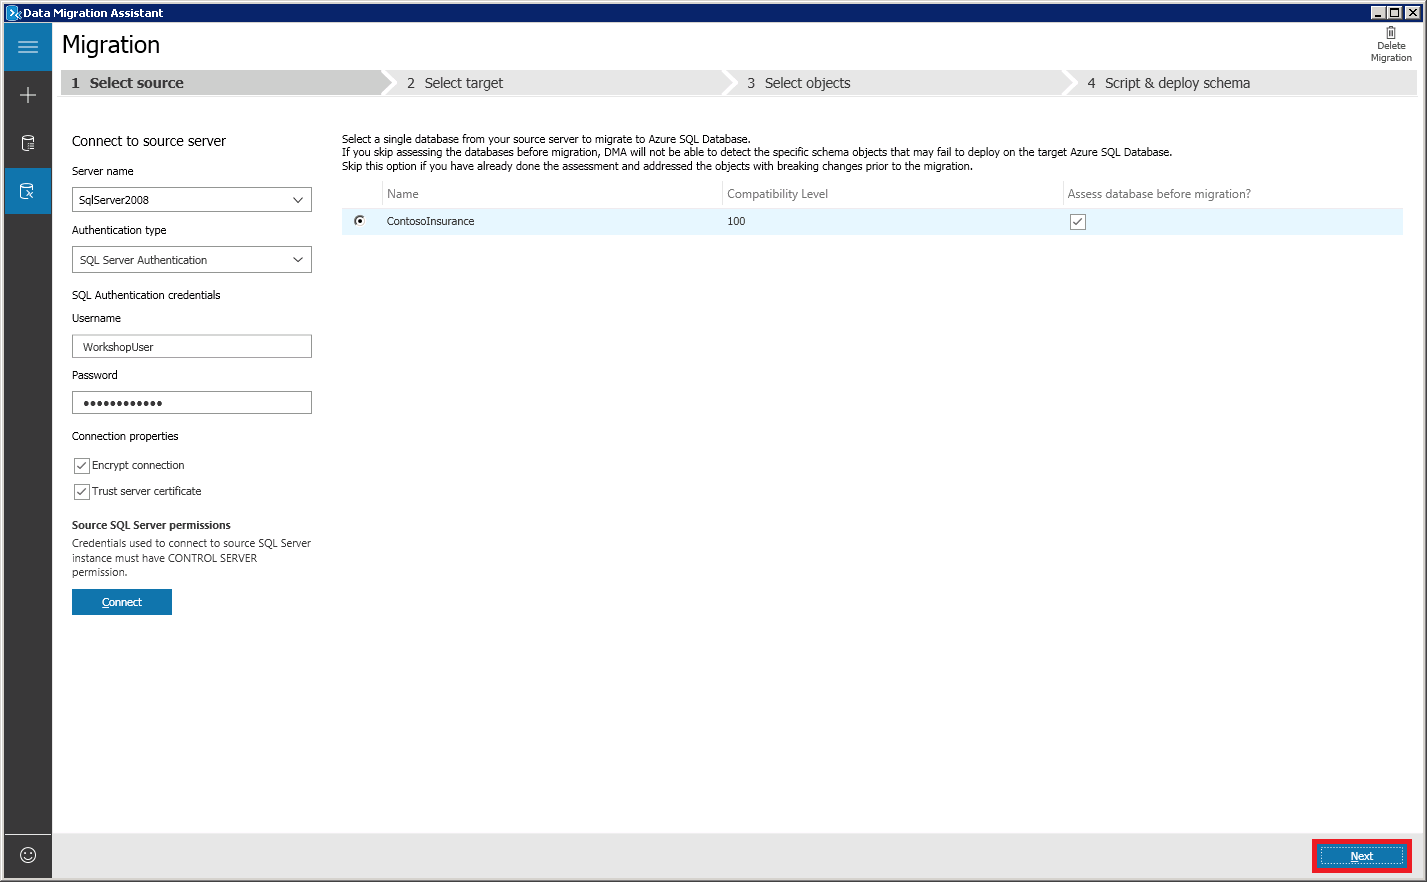 Data Migration Assistant
Migration
Delete
Migration
1 Select source
2 Select target
3 Select objects
4 Script & deploy schema
Connect to source server
Server name
SqlServer2008
Authentication type
SQL Server Authentication
SQL Authentication credentials
Username
WorkshopUser
Password
●●●●●●●●●●●●
Connection properties
Encrypt connection
Trust server certificate
Source SQL Server permissions
Credentials used to connect to source SQL Server
instance must have CONTROL SERVER
permission.
Connect
Select a single database from your source server to migrate to Azure SQL Database.
If you skip assessing the databases before migration, DMA will not be able to detect the specific schema objects that may fail to deploy on the target Azure SQL Database.
Skip this option if you have already done the assessment and addressed the objects with breaking changes prior to the migration.
Name Compatibility Level Assess database before migration?
ContosoInsurance 100
Next